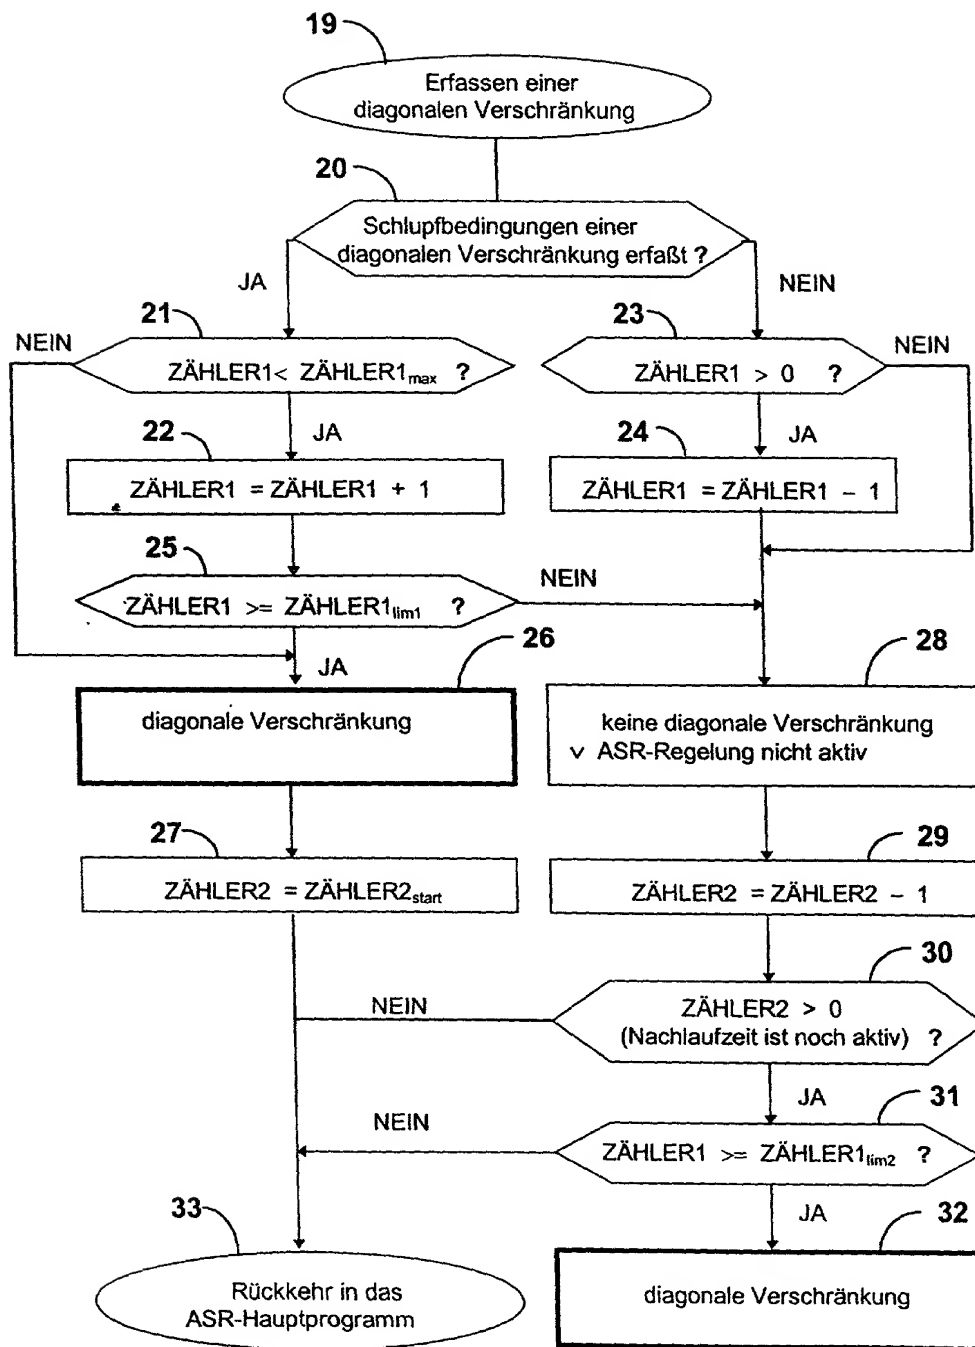 19
Erfassen einer
diagonalen Verschränkung
20
Schlupfbedingungen einer
diagonalen Verschränkung erfaßt ?
JA
NEIN
21
23
NEIN
ZÄHLER1< ZÄHLER1max ?
ZÄHLER1 > 0 ?
NEIN
22
JA
24
JA
ZÄHLER1 = ZÄHLER1 + 1
ZÄHLER1 = ZÄHLER1 – 1
25
NEIN
ZÄHLER1 >= ZÄHLER1lim1 ?
26
28
JA
diagonale Verschränkung
keine diagonale Verschränkung
v ASR-Regelung nicht aktiv
27
29
ZÄHLER2 = ZÄHLER2start
ZÄHLER2 = ZÄHLER2 – 1
30
NEIN
ZÄHLER2 > 0
(Nachlaufzeit ist noch aktiv) ?
JA
31
NEIN
ZÄHLER1 >= ZÄHLER1lim2 ?
33
JA
32
Rückkehr in das
ASR-Hauptprogramm
diagonale Verschränkung